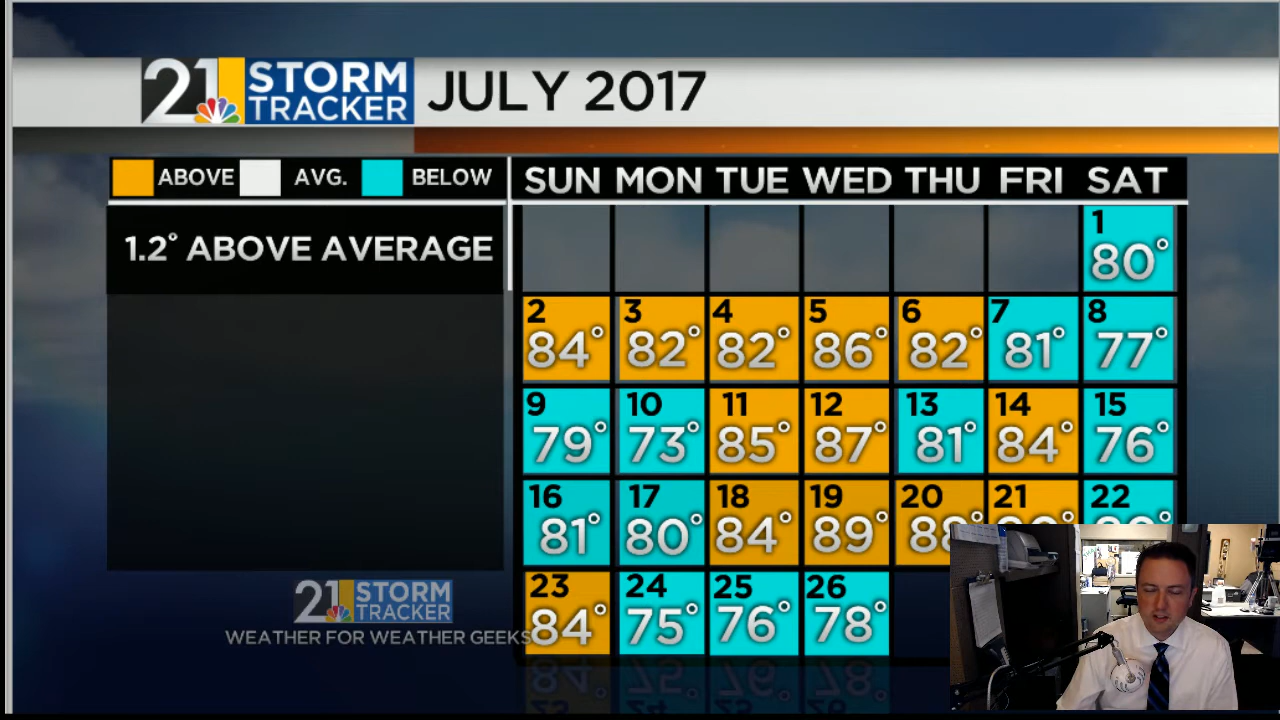 21 STORM TRACKER JULY 2017
ABOVE AVG. BELOW SUN MON TUE WED THU FRI SAT
1.2° ABOVE AVERAGE
1
80°
2 3 4 5 6 7 8
84° 82° 82° 86° 82° 81° 77°
9 10 11 12 13 14 15
79° 73° 85° 87° 81° 84° 76°
16 17 18 19 20 21 22
81° 80° 84° 89°
23 24 25 26
84° 75° 76° 78°
21 STORM TRACKER
WEATHER FOR WEATHER GEEKS